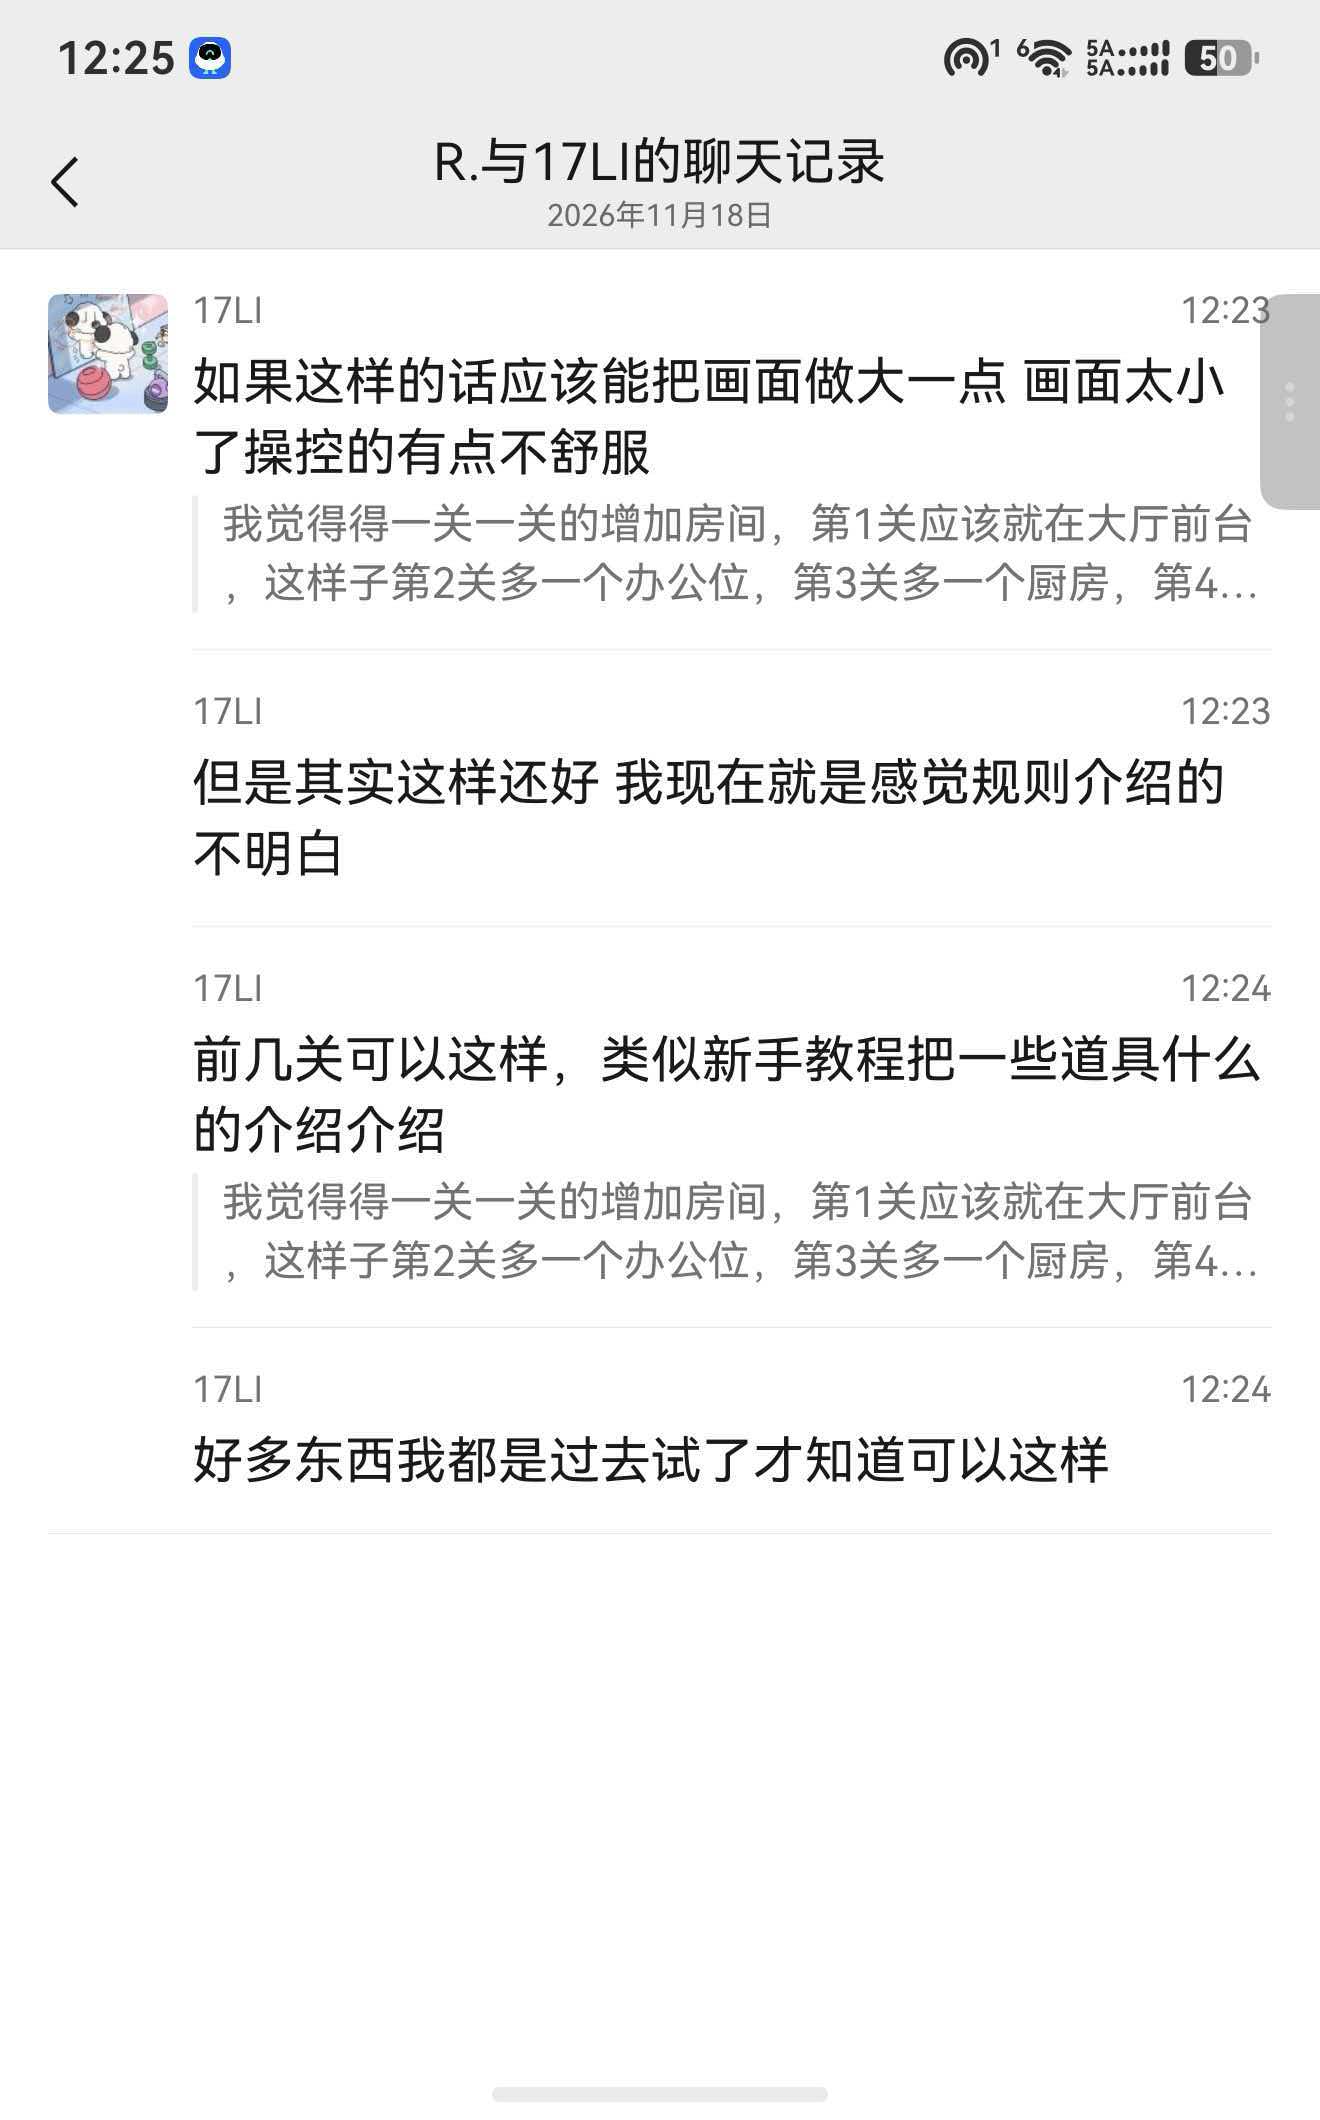 12:25
1 6 4 5A 5A 50
R.与17LI的聊天记录
2026年11月18日
17LI 12:23
如果这样的话应该能把画面做大一点 画面太小
了操控的有点不舒服
我觉得得一关一关的增加房间，第1关应该就在大厅前台
，这样子第2关多一个办公位，第3关多一个厨房，第4...
17LI 12:23
但是其实这样还好 我现在就是感觉规则介绍的
不明白
17LI 12:24
前几关可以这样，类似新手教程把一些道具什么
的介绍介绍
我觉得得一关一关的增加房间，第1关应该就在大厅前台
，这样子第2关多一个办公位，第3关多一个厨房，第4...
17LI 12:24
好多东西我都是过去试了才知道可以这样